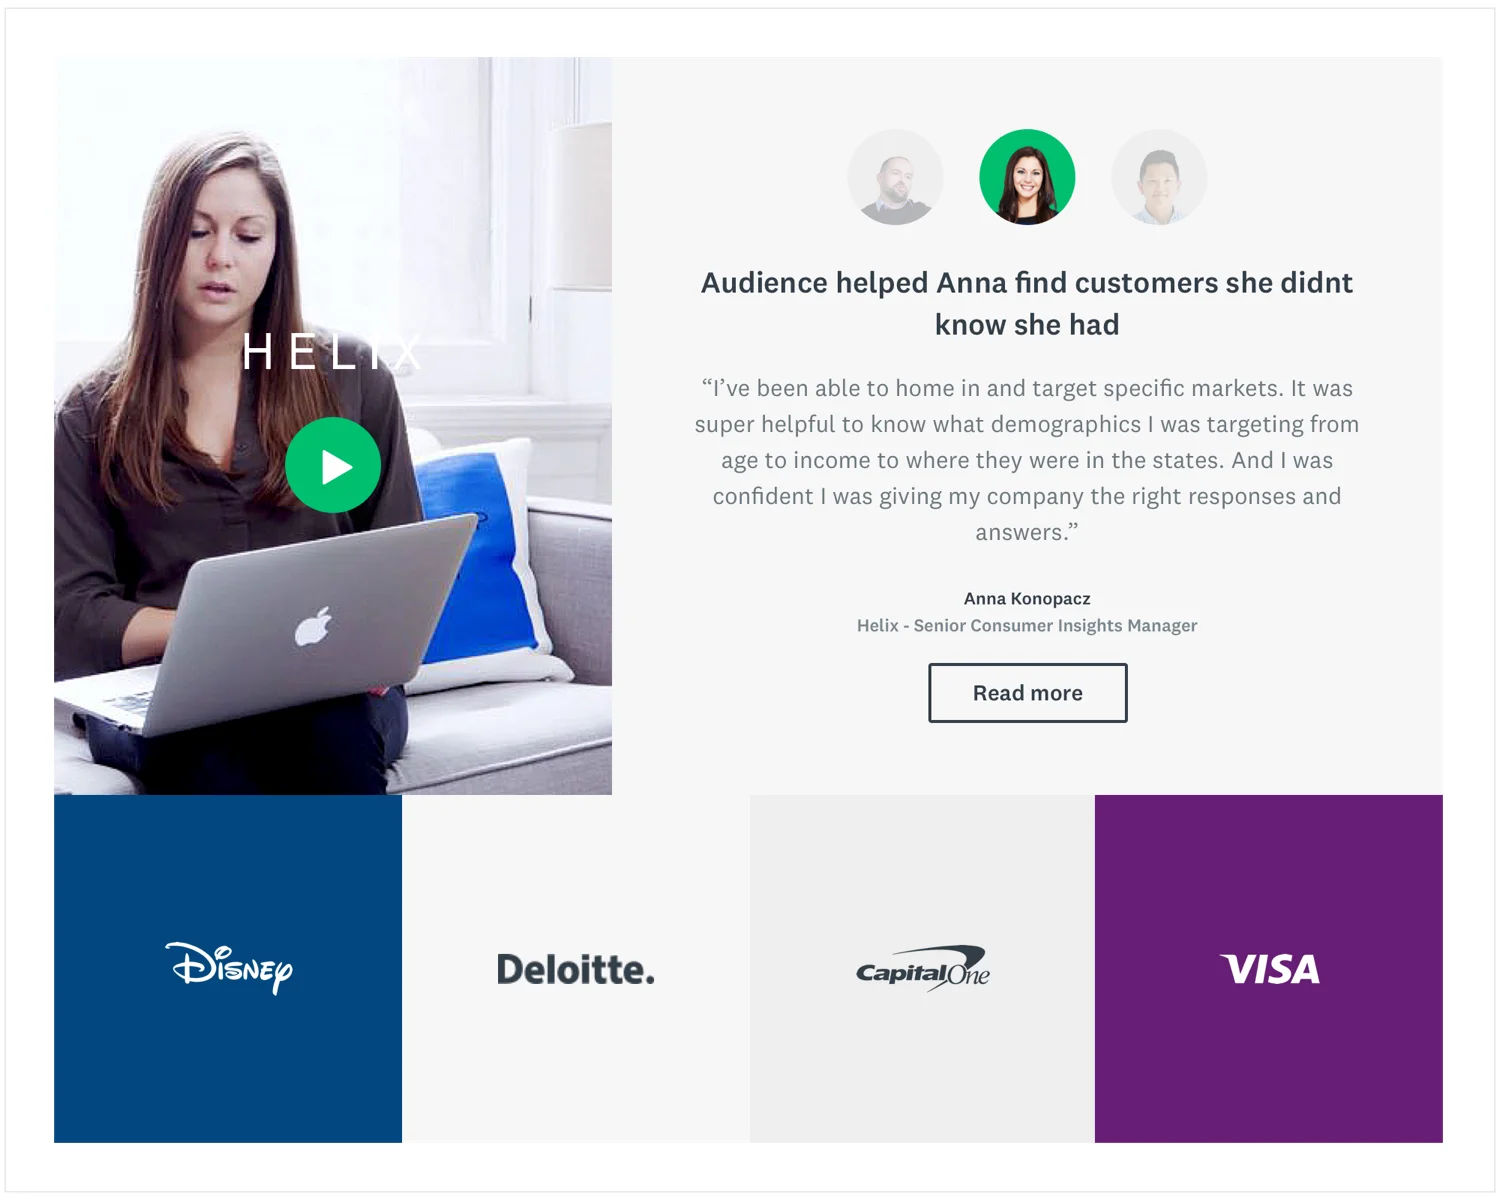 HELIX
Audience helped Anna find customers she didnt
know she had
“I’ve been able to home in and target specific markets. It was
super helpful to know what demographics I was targeting from
age to income to where they were in the states. And I was
confident I was giving my company the right responses and
answers.”
Anna Konopacz
Helix - Senior Consumer Insights Manager
Read more
Disney
Deloitte.
CapitalOne
VISA